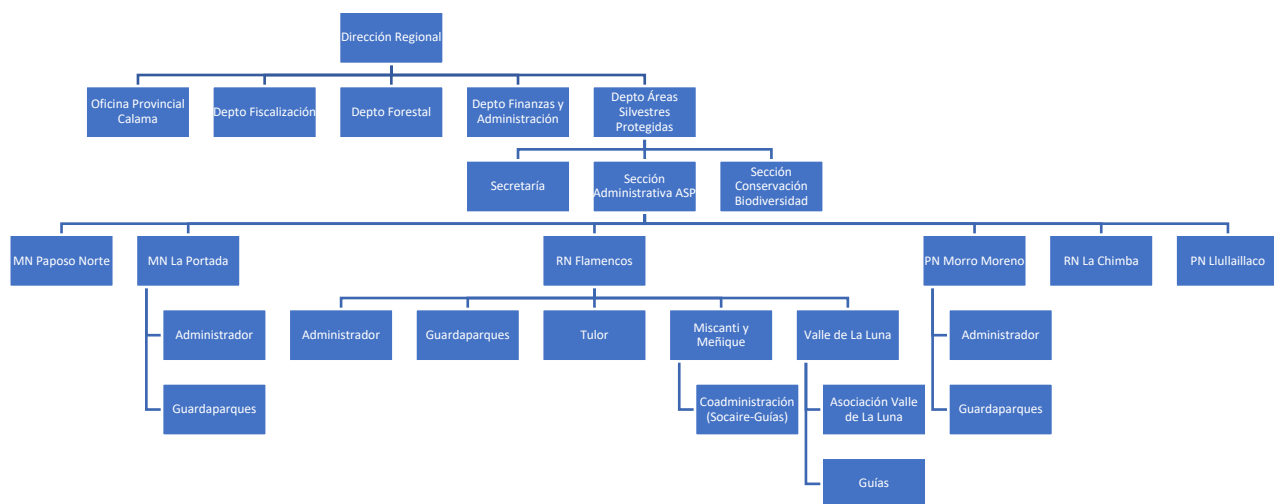 Dirección Regional
Oficina Provincial
Calama
Depto Fiscalización
Depto Forestal
Depto Finanzas y
Administración
Depto Áreas
Silvestres
Protegidas
Secretaría
Sección
Administrativa ASP
Sección
Conservación
Biodiversidad
MN Paposo Norte
MN La Portada
RN Flamencos
PN Morro Moreno
RN La Chimba
PN Llullaillaco
Administrador
Administrador
Guardaparques
Tulor
Miscanti y
Meñique
Valle de La Luna
Administrador
Guardaparques
Coadministración
(Socaire-Guías)
Asociación Valle
de La Luna
Guardaparques
Guías